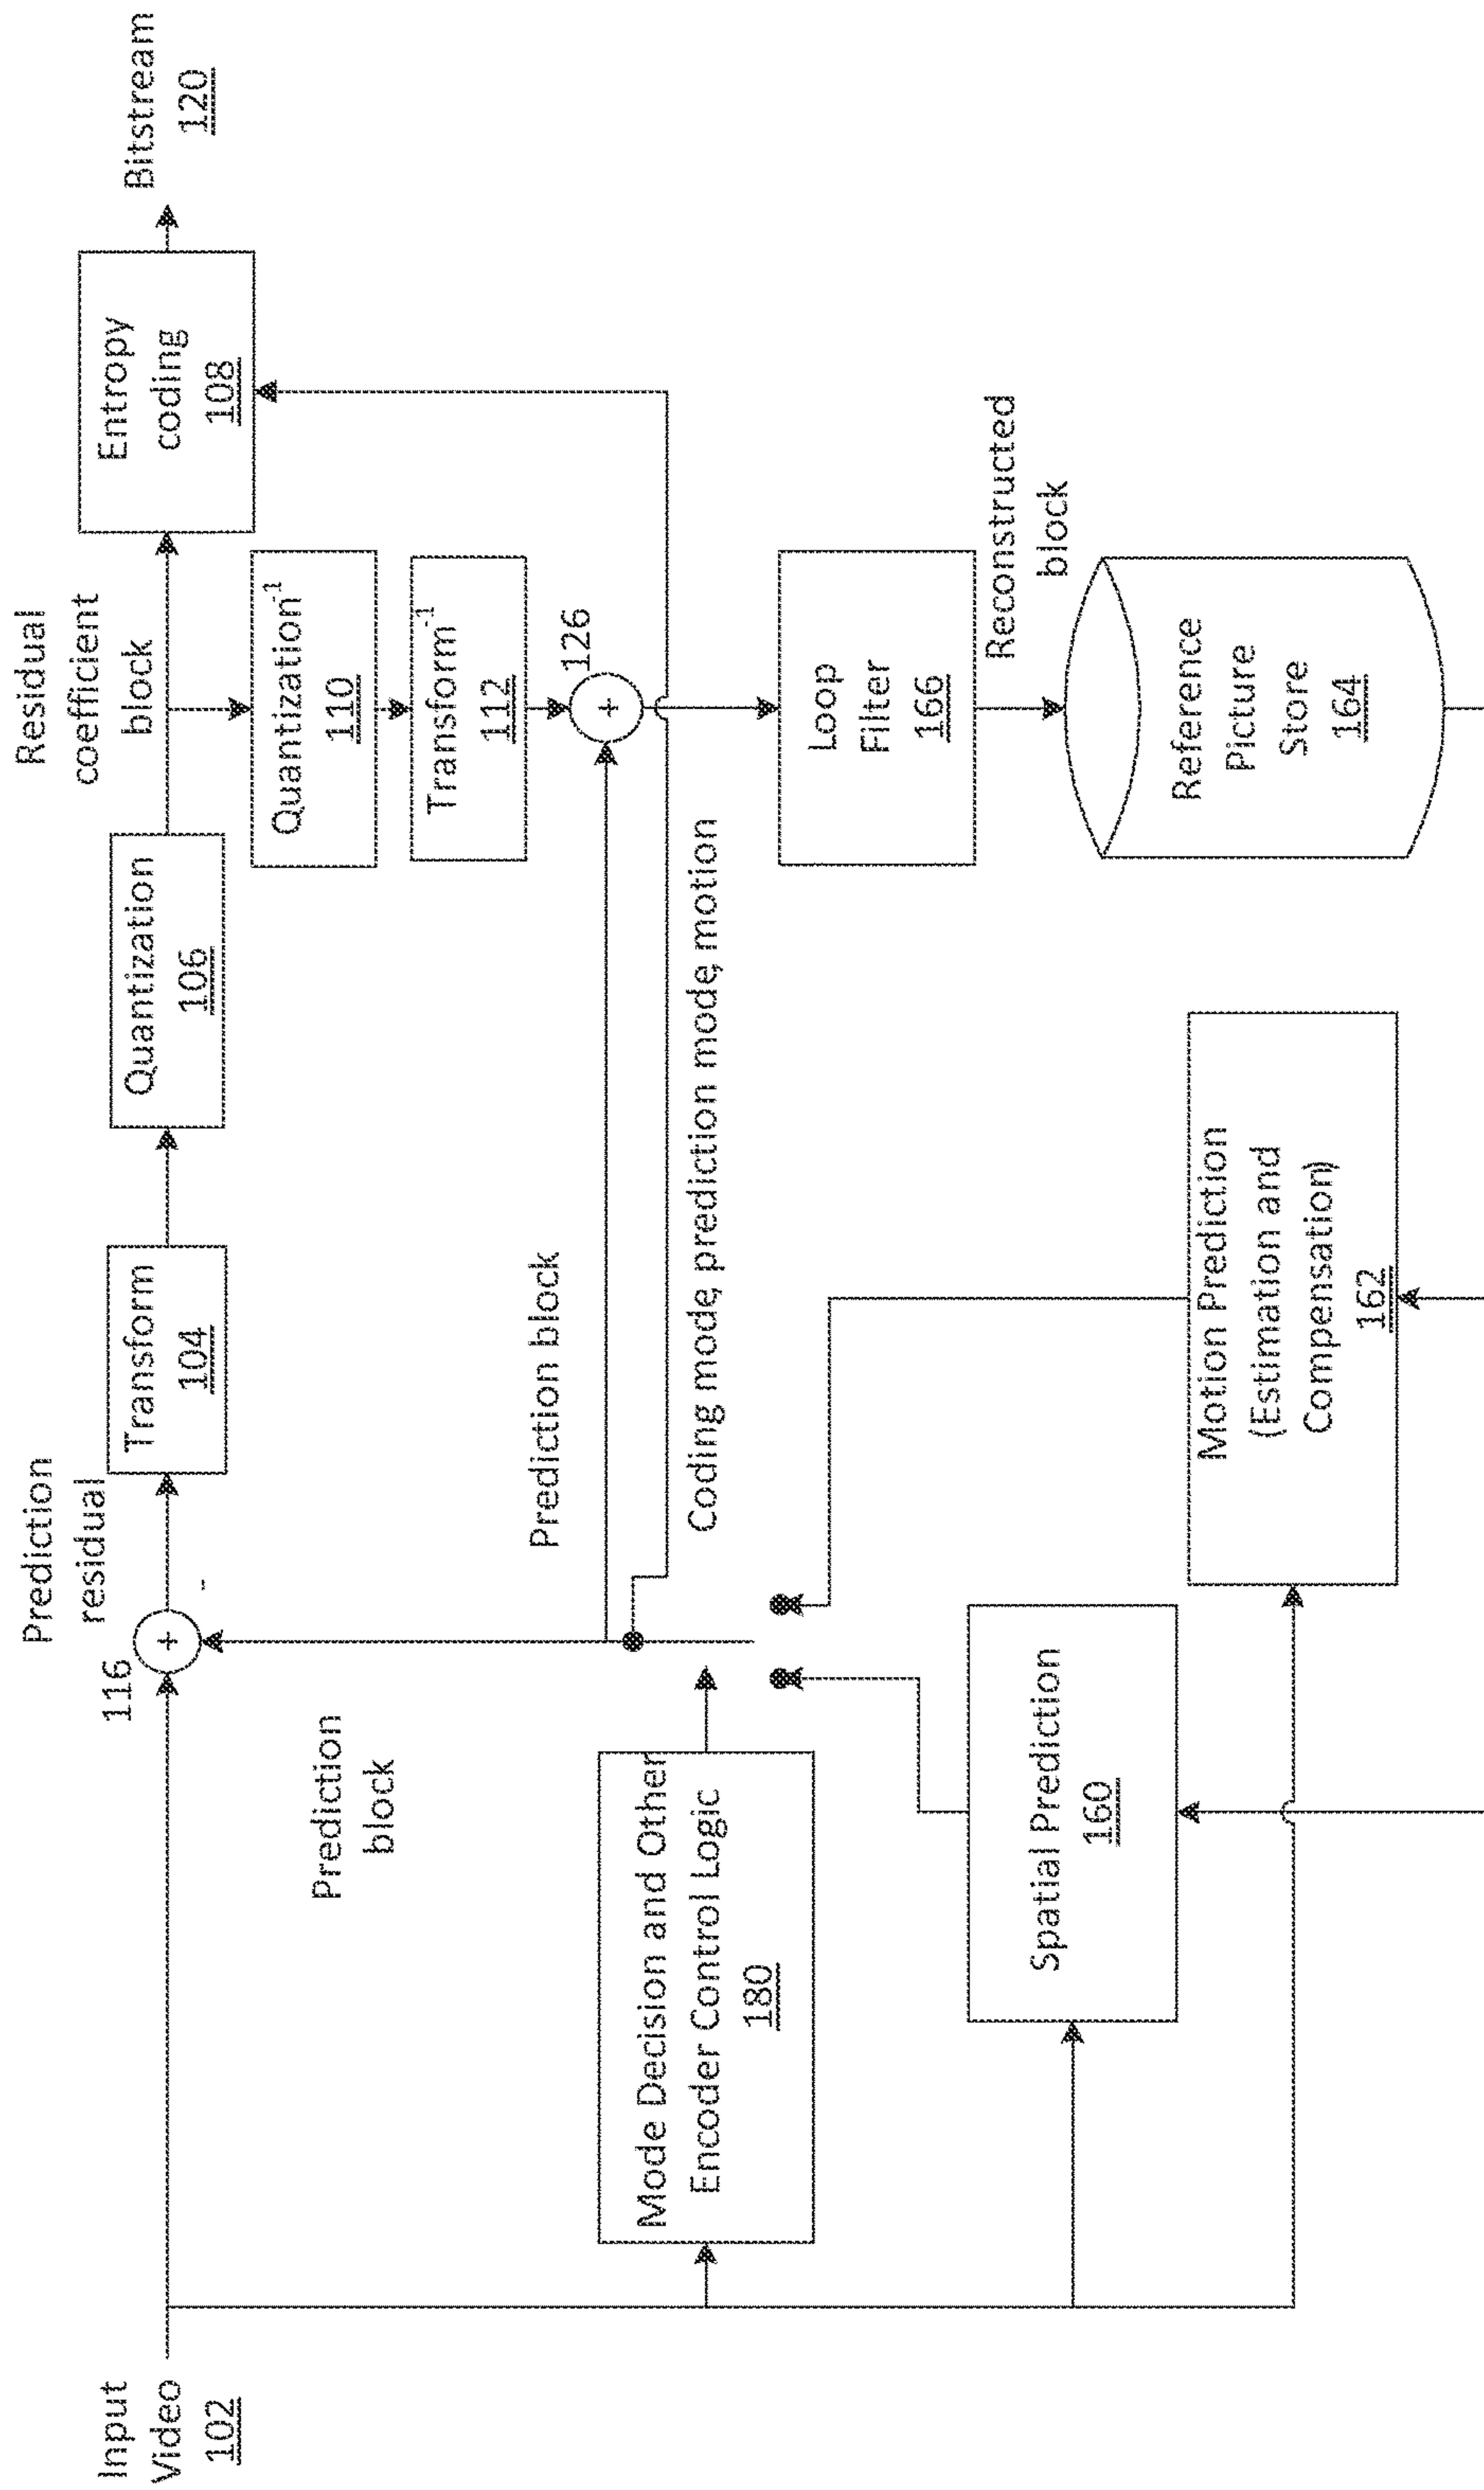 Input
Video
102
116
+
-
Prediction
residual
Transform
104
Quantization
106
Residual
coefficient
block
Entropy
coding
108
Bitstream
120
Prediction
block
Quantization-1
110
Transform-1
112
126
+
Prediction block
Mode Decision and Other
Encoder Control Logic
180
Coding mode, prediction mode, motion
Loop
Filter
166
Spatial Prediction
160
Reconstructed
block
Motion Prediction
(Estimation and
Compensation)
162
Reference
Picture
Store
164